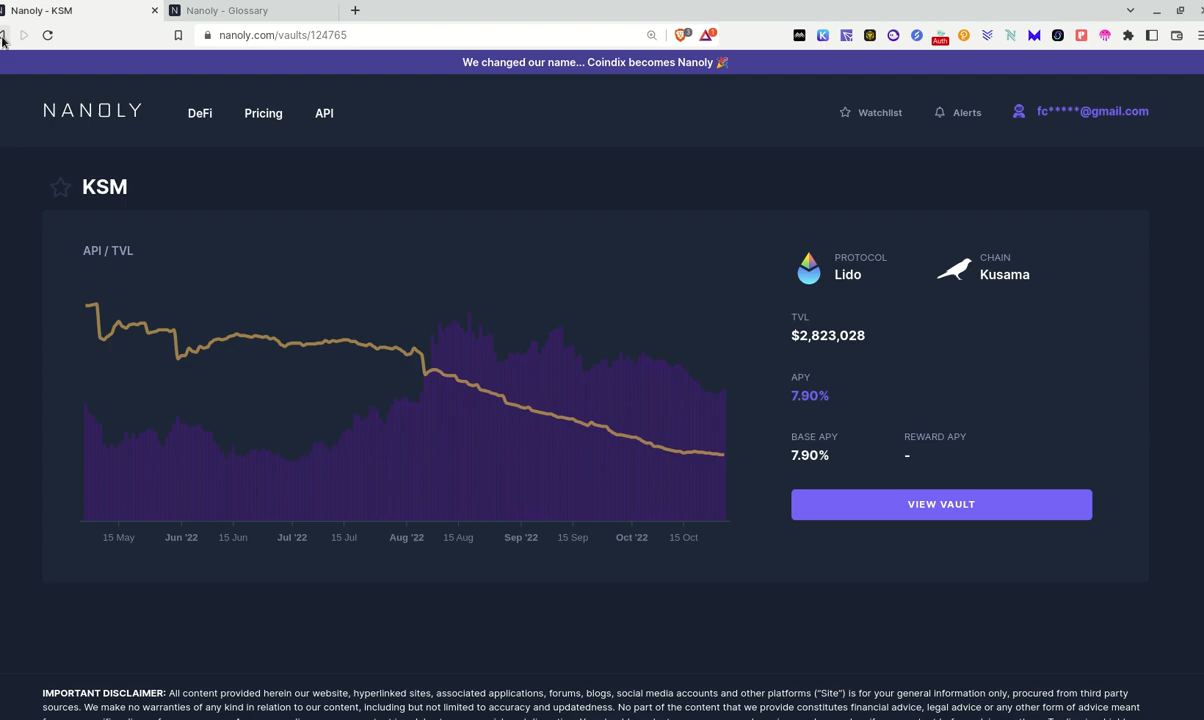 Nanoly - KSM
Nanoly - Glossary
nanoly.com/vaults/124765
3
1
Auth
We changed our name... Coindix becomes Nanoly 🎉
NANOLY
DeFi
Pricing
API
Watchlist
Alerts
fc*****@gmail.com
KSM
API / TVL
PROTOCOL
Lido
CHAIN
Kusama
TVL
$2,823,028
APY
7.90%
BASE APY
7.90%
REWARD APY
-
VIEW VAULT
15 May
Jun '22
15 Jun
Jul '22
15 Jul
Aug '22
15 Aug
Sep '22
15 Sep
Oct '22
15 Oct
IMPORTANT DISCLAIMER: All content provided herein our website, hyperlinked sites, associated applications, forums, blogs, social media accounts and other platforms (“Site”) is for your general information only, procured from third party
sources. We make no warranties of any kind in relation to our content, including but not limited to accuracy and updatedness. No part of the content that we provide constitutes financial advice, legal advice or any other form of advice meant